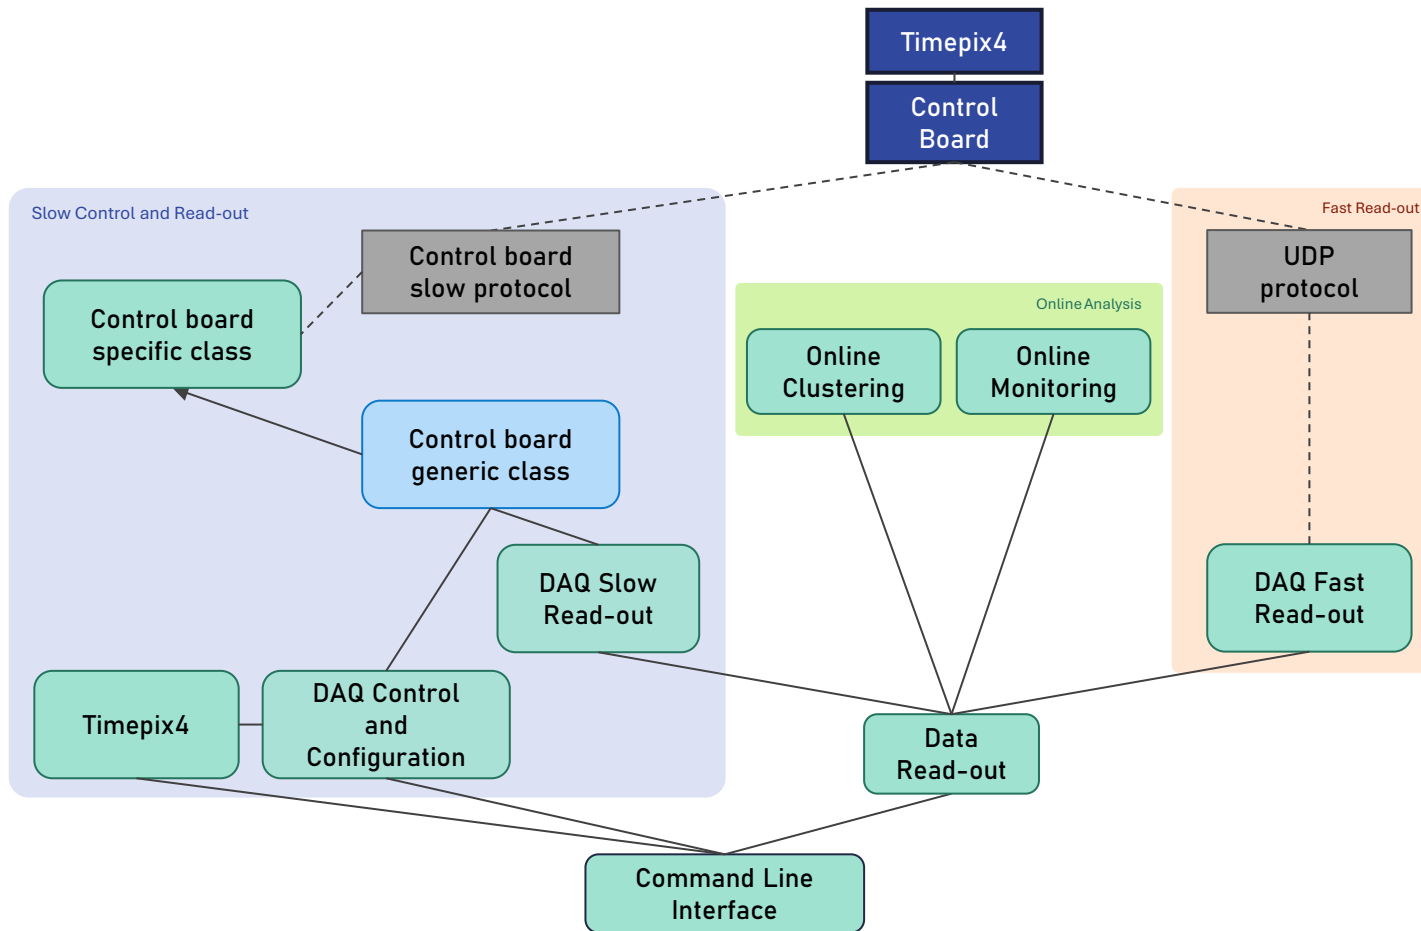 Timepix4
Control
Board
Slow Control and Read-out
Fast Read-out
Control board
slow protocol
UDP
protocol
Control board
specific class
Online Analysis
Online
Clustering
Online
Monitoring
Control board
generic class
DAQ Slow
Read-out
DAQ Fast
Read-out
Timepix4
DAQ Control
and
Configuration
Data
Read-out
Command Line
Interface